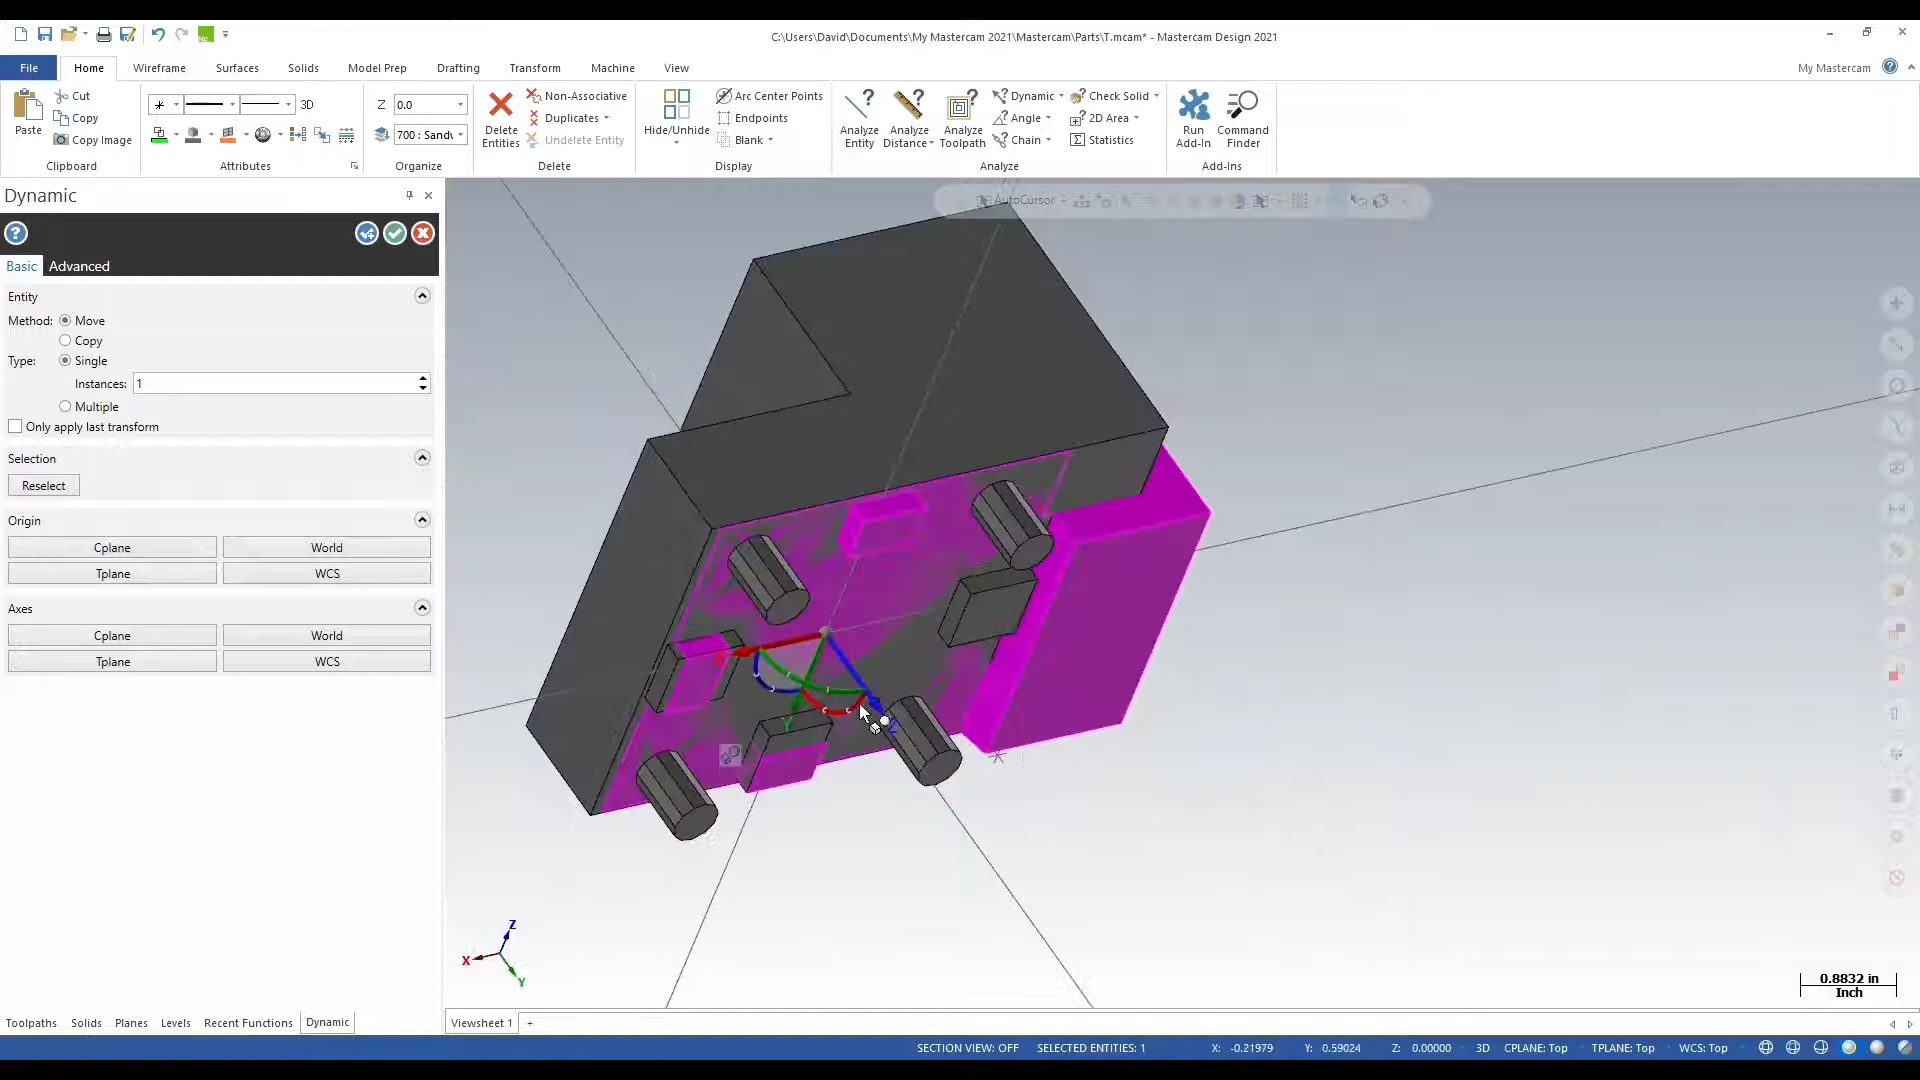 C:\Users\David\Documents\My Mastercam 2021\Mastercam\Parts\T.mcam* - Mastercam Design 2021
File Home Wireframe Surfaces Solids Model Prep Drafting Transform Machine View My Mastercam
Paste
Cut
Copy
Copy Image
Clipboard
3D
Attributes
Z 0.0
700 : Sandv
Organize
Delete
Entities
Non-Associative
Duplicates
Undelete Entity
Delete
Hide/Unhide
Arc Center Points
Endpoints
Blank
Display
Analyze
Entity
Analyze
Distance
Analyze
Toolpath
Dynamic
Angle
Chain
Check Solid
2D Area
Statistics
Analyze
Run
Add-In
Command
Finder
Add-Ins
Dynamic
Basic Advanced
Entity
Method: Move
Copy
Type: Single
Instances: 1
Multiple
Only apply last transform
Selection
Reselect
Origin
Cplane World
Tplane WCS
Axes
Cplane World
Tplane WCS
AutoCursor
Y
Z
X
Y
0.8832 in
Inch
Toolpaths Solids Planes Levels Recent Functions Dynamic
Viewsheet 1 +
SECTION VIEW: OFF SELECTED ENTITIES: 1 X: -0.21979 Y: 0.59024 Z: 0.00000 3D CPLANE: Top TPLANE: Top WCS: Top